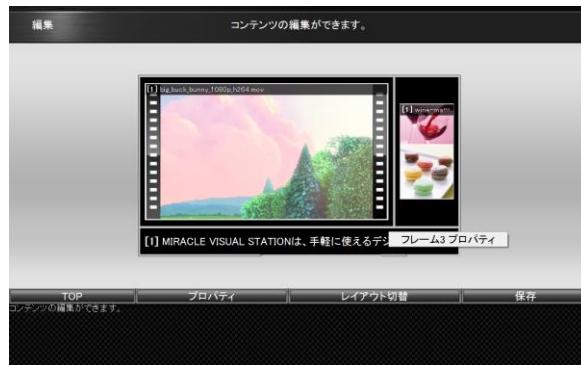 編集
コンテンツの編集ができます。
[1] big_buck_bunny_1080p_h264.mov
[1] wine-matti
[1] MIRACLE VISUAL STATIONは、手軽に使えるデジ
フレーム3 プロパティ
TOP
プロパティ
レイアウト切替
保存
コンテンツの編集ができます。